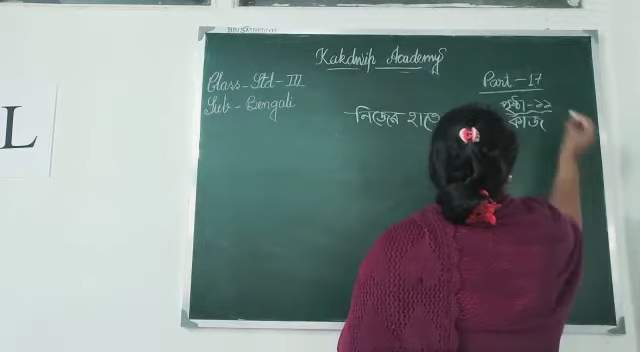 Kakdwip Academy
Class - Std - III
Part - 17
Sub - Bengali
পৃষ্ঠা - ২২
নিজের হাতে
কাজ
L